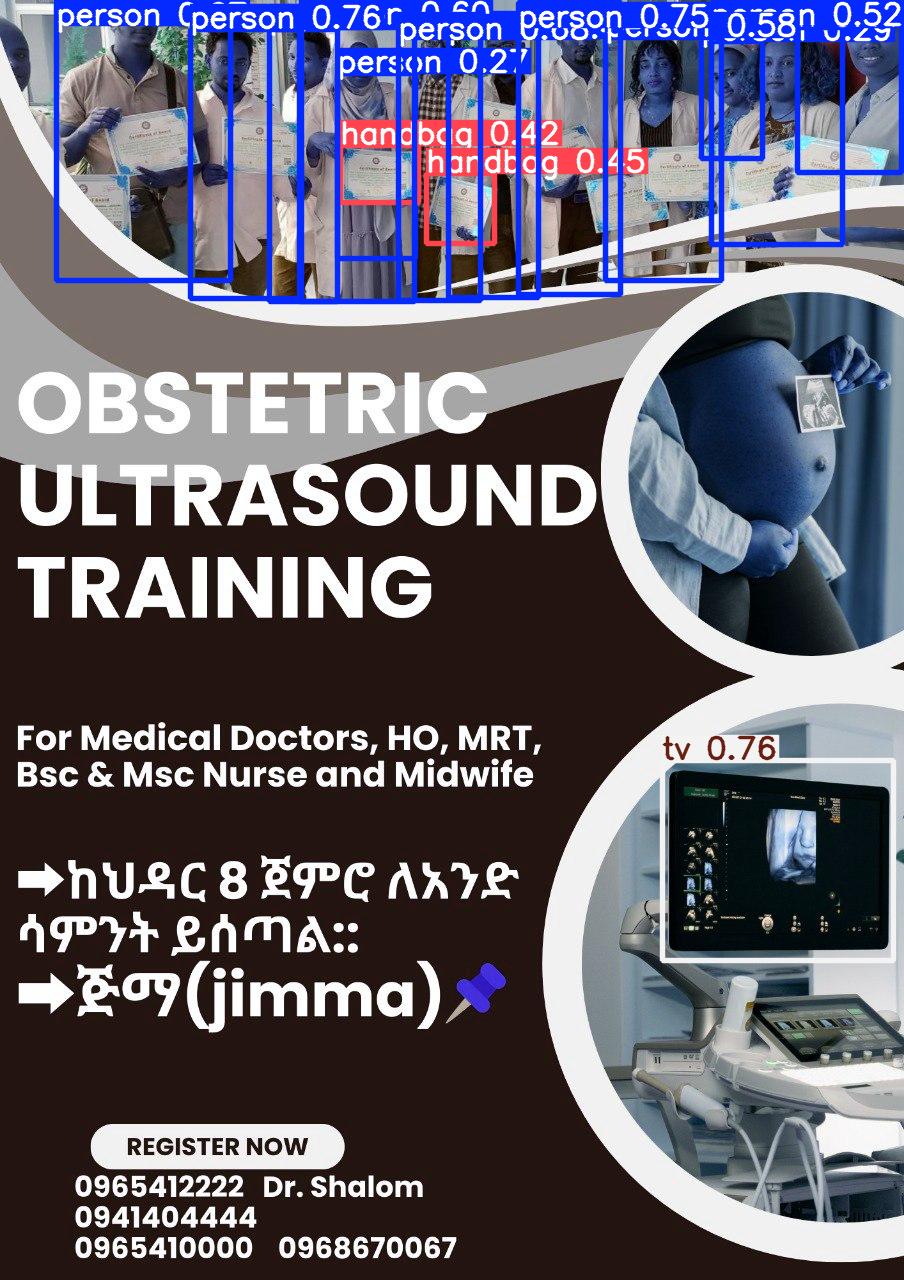 person 0.76
person 0.75
person 0.52
person
0.58
0.29
person 0.27
handbag 0.42
handbag 0.45
OBSTETRIC
ULTRASOUND
TRAINING
For Medical Doctors, HO, MRT,
Bsc & Msc Nurse and Midwife
tv 0.76
➡ከህዳር 8 ጀምሮ ለአንድ
ሳምንት ይሰጣል።
➡ጅማ(jimma)📌
REGISTER NOW
0965412222 Dr. Shalom
0941404444
0965410000 0968670067